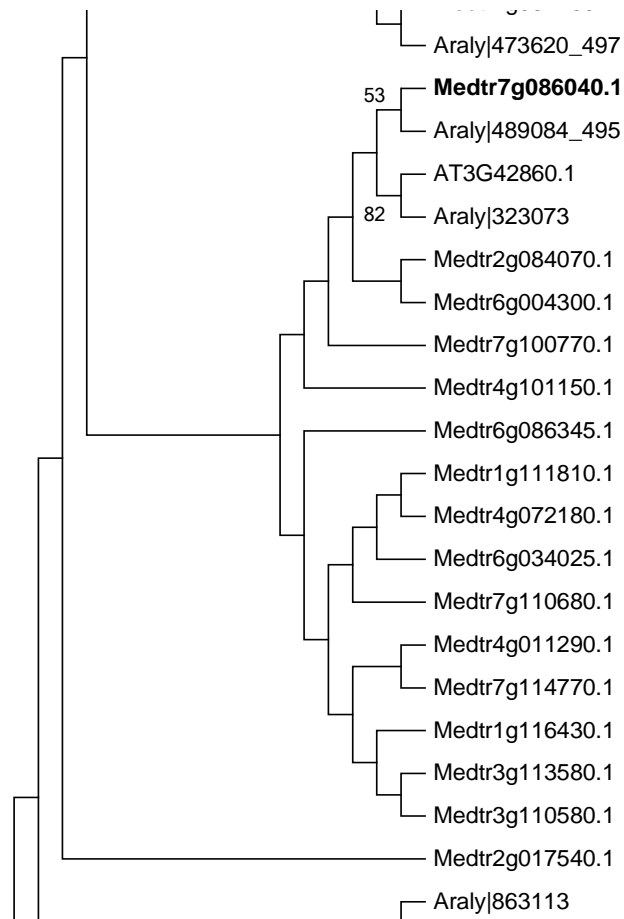 Araly|473620_497
53
Medtr7g086040.1
Araly|489084_495
AT3G42860.1
82
Araly|323073
Medtr2g084070.1
Medtr6g004300.1
Medtr7g100770.1
Medtr4g101150.1
Medtr6g086345.1
Medtr1g111810.1
Medtr4g072180.1
Medtr6g034025.1
Medtr7g110680.1
Medtr4g011290.1
Medtr7g114770.1
Medtr1g116430.1
Medtr3g113580.1
Medtr3g110580.1
Medtr2g017540.1
Araly|863113